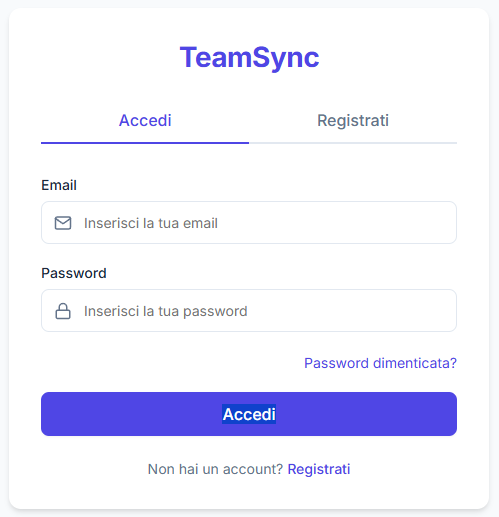 TeamSync
Accedi Registrati
Email
Inserisci la tua email
Password
Inserisci la tua password
Password dimenticata?
Accedi
Non hai un account? Registrati